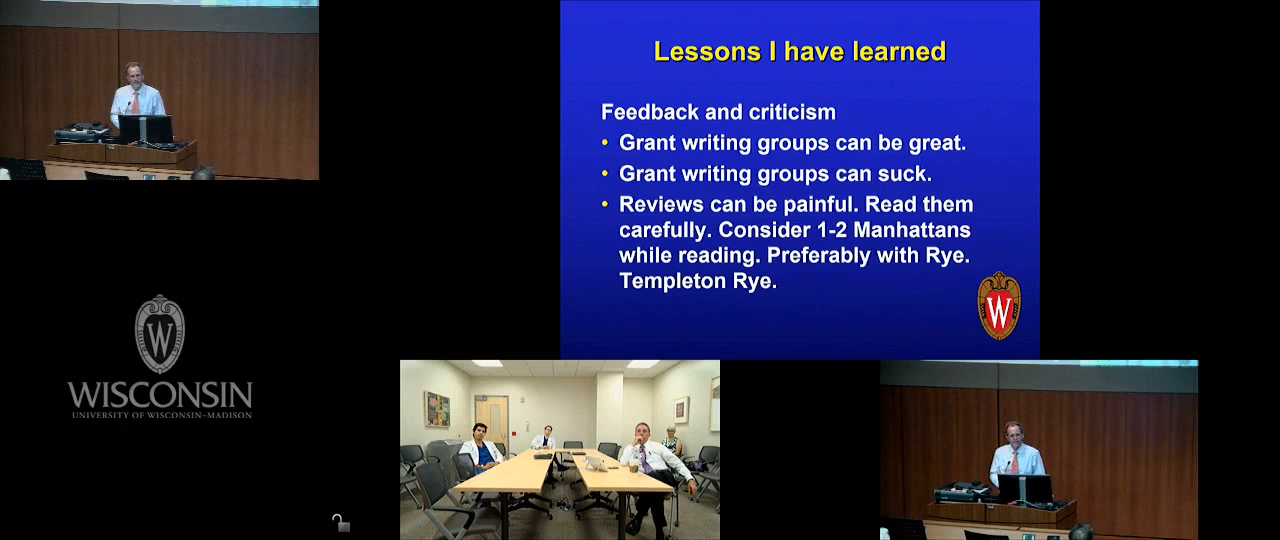 Lessons I have learned
Feedback and criticism
• Grant writing groups can be great.
• Grant writing groups can suck.
• Reviews can be painful. Read them
carefully. Consider 1-2 Manhattans
while reading. Preferably with Rye.
Templeton Rye.
W
W
WISCONSIN
UNIVERSITY OF WISCONSIN–MADISON